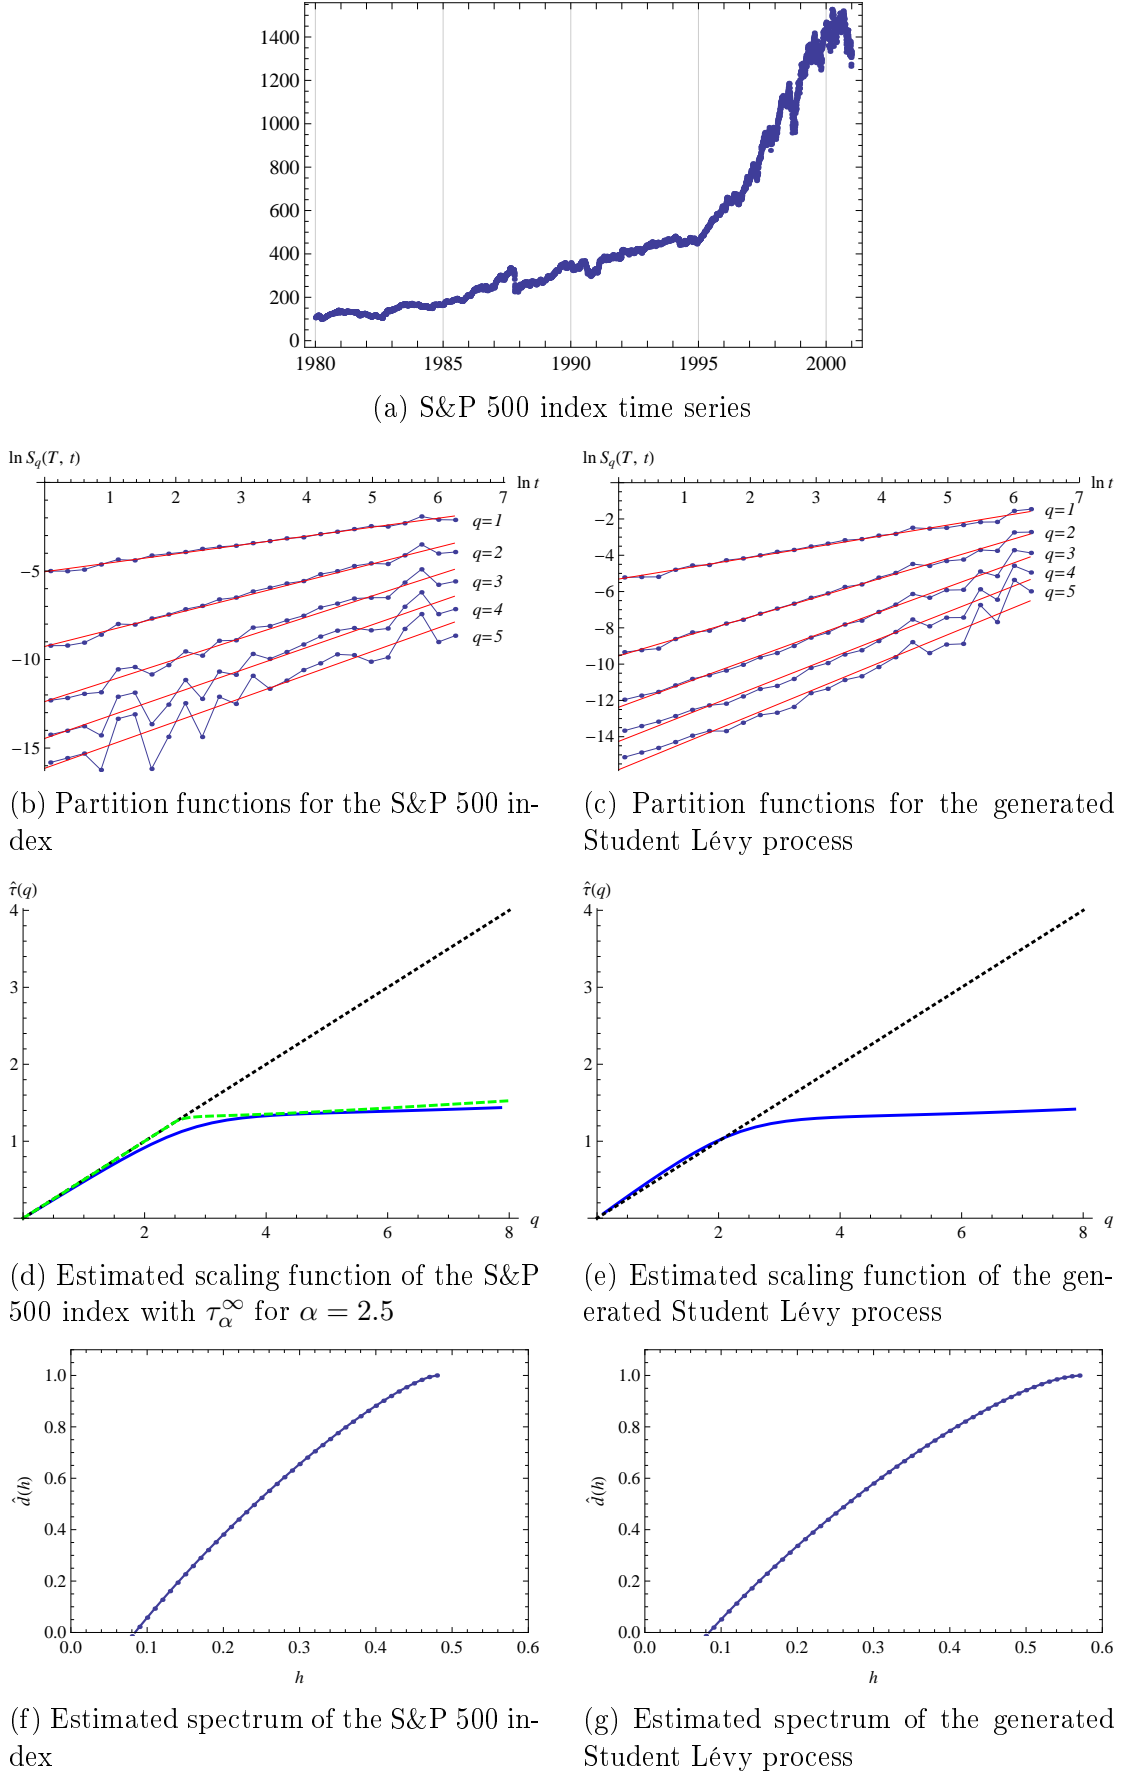 1400
1200
1000
800
600
400
200
0
1980 1985 1990 1995 2000
(a) S&P 500 index time series
ln S_q(T, t)
1 2 3 4 5 6 7 ln t
q=1
q=2
q=3
q=4
q=5
−5
−10
−15
(b) Partition functions for the S&P 500 in-
dex
ln S_q(T, t)
1 2 3 4 5 6 7 ln t
q=1
q=2
q=3
q=4
q=5
−2
−4
−6
−8
−10
−12
−14
(c) Partition functions for the generated
Student Lévy process
τ̂(q)
4
3
2
1
2 4 6 8 q
(d) Estimated scaling function of the S&P
500 index with τ_α^∞ for α = 2.5
τ̂(q)
4
3
2
1
2 4 6 8 q
(e) Estimated scaling function of the gen-
erated Student Lévy process
1.0
0.8
0.6
0.4
0.2
0.0
d̂(h)
0.0 0.1 0.2 0.3 0.4 0.5 0.6
h
(f) Estimated spectrum of the S&P 500 in-
dex
1.0
0.8
0.6
0.4
0.2
0.0
d̂(h)
0.0 0.1 0.2 0.3 0.4 0.5 0.6
h
(g) Estimated spectrum of the generated
Student Lévy process